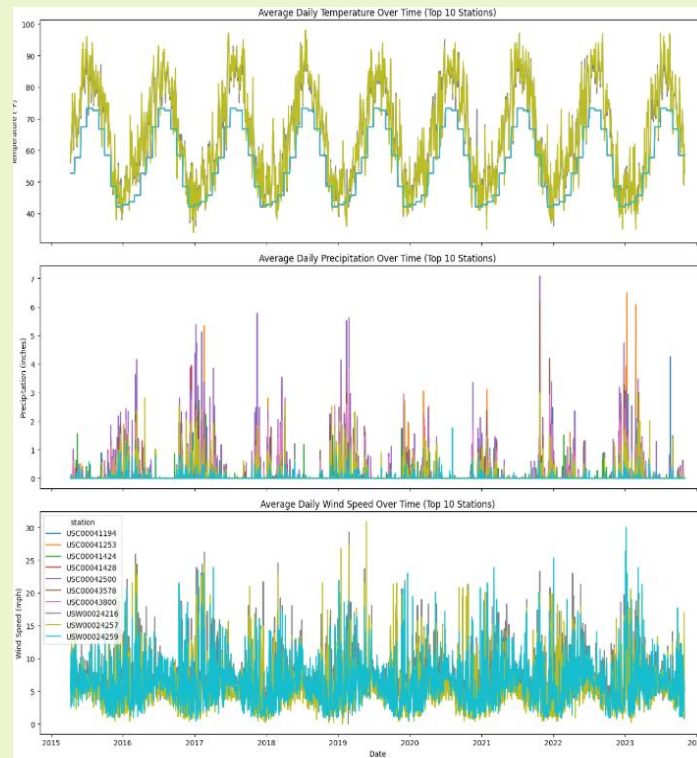 Average Daily Temperature Over Time (Top 10 Stations)
100
90
80
70
60
50
40
Temperature (°F)
Average Daily Precipitation Over Time (Top 10 Stations)
7
6
5
4
3
2
1
0
Precipitation (inches)
Average Daily Wind Speed Over Time (Top 10 Stations)
30
25
20
15
10
5
0
Wind Speed (mph)
station
USC00041194
USC00041253
USC00041424
USC00041428
USC00042500
USC00043578
USC00043800
USW00024216
USW00024257
USW00024259
2015 2016 2017 2018 2019 2020 2021 2022 2023
Date